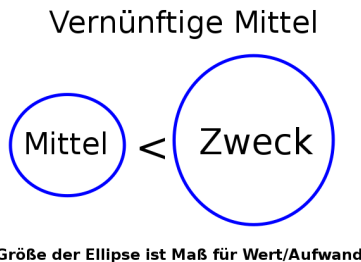 Vernünftige Mittel
Mittel < Zweck
Größe der Ellipse ist Maß für Wert/Aufwand